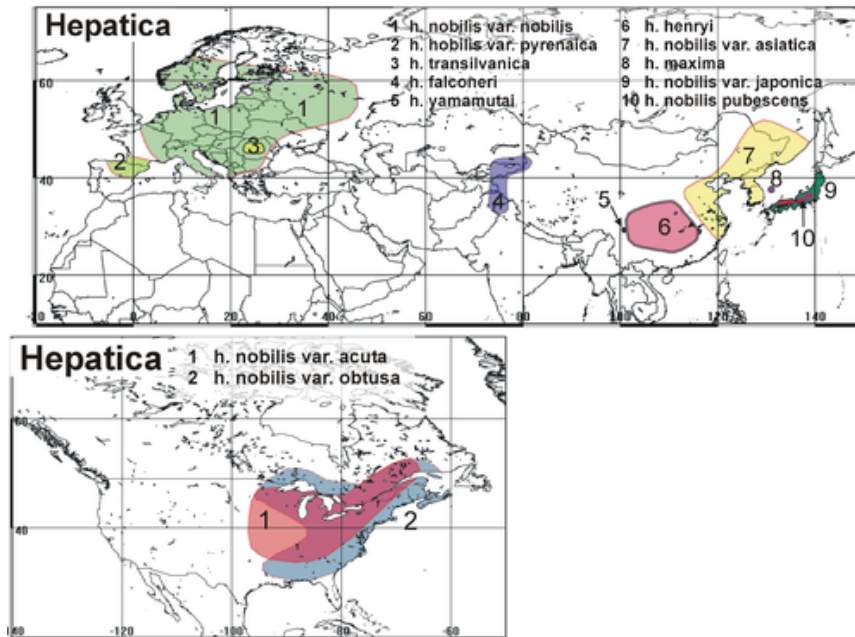 Hepatica
1 h. nobilis var. nobilis
2 h. hobilis var. pyrenaica
3 h. transilvanica
4 h. falconeri
5 h. yamamutai
6 h. henryi
7 h. nobilis var. asiatica
8 h. maxima
9 h. nobilis var. japonica
10 h. nobilis pubescens
60
1
1
2
3
40
4
5
6
7
8
9
10
20
0
20
40
60
80
100
120
140
Hepatica
1 h. nobilis var. acuta
2 h. nobilis var. obtusa
60
40
1
2
-120
-100
-80
-60